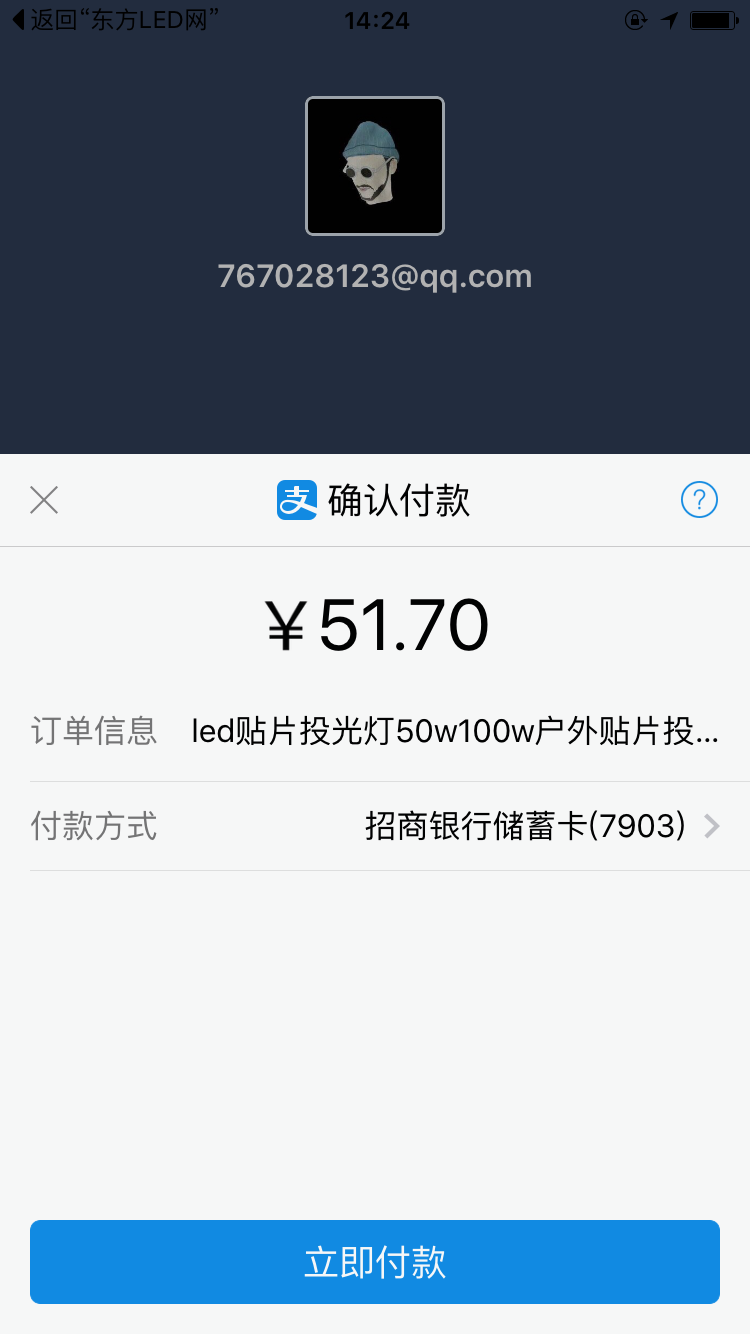 返回“东方LED网”
14:24
767028123@qq.com
支 确认付款
?
￥51.70
订单信息 led贴片投光灯50w100w户外贴片投...
付款方式 招商银行储蓄卡(7903)
立即付款